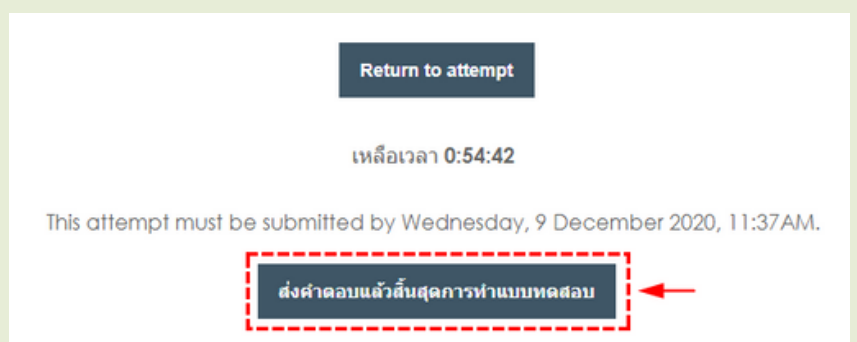 Return to attempt
เหลือเวลา 0:54:42
This attempt must be submitted by Wednesday, 9 December 2020, 11:37AM.
ส่งคำตอบแล้วสิ้นสุดการทำแบบทดสอบ